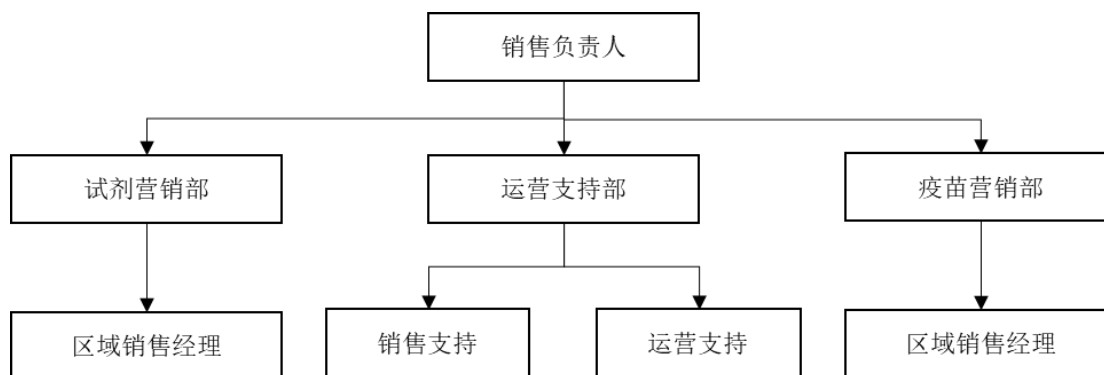 销售负责人
试剂营销部
运营支持部
疫苗营销部
区域销售经理
销售支持
运营支持
区域销售经理